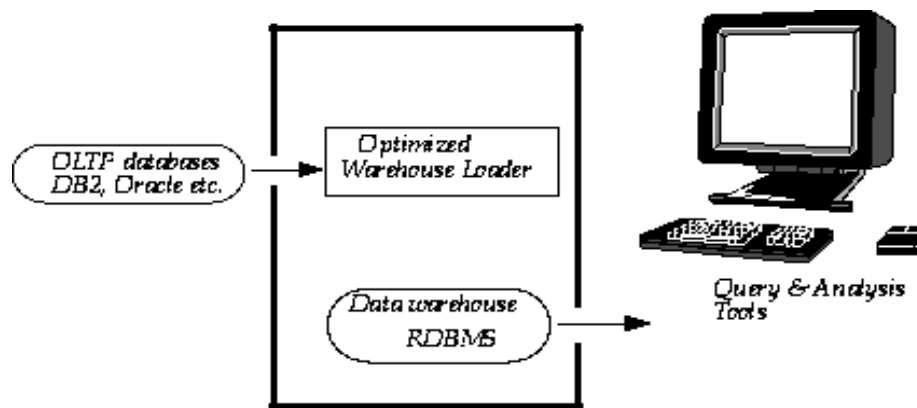 OLTP databases
DB2, Oracle etc.
Optimized
Warehouse Loader
Data warehouse
RDBMS
Query & Analysis
Tools